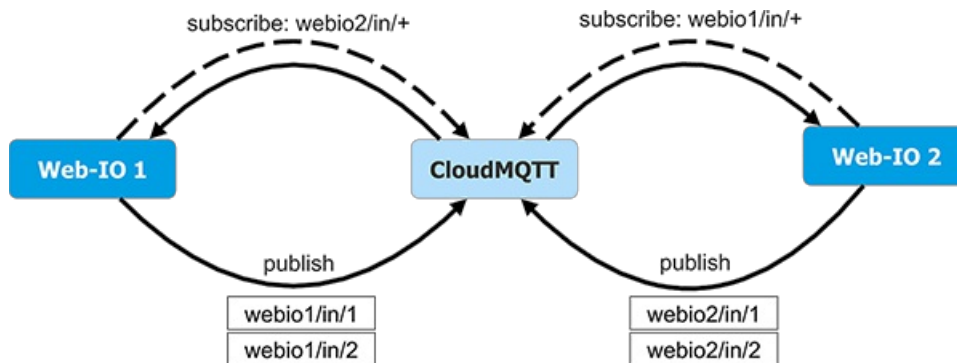 subscribe: webio2/in/+
subscribe: webio1/in/+
Web-IO 1
CloudMQTT
Web-IO 2
publish
publish
webio1/in/1
webio2/in/1
webio1/in/2
webio2/in/2